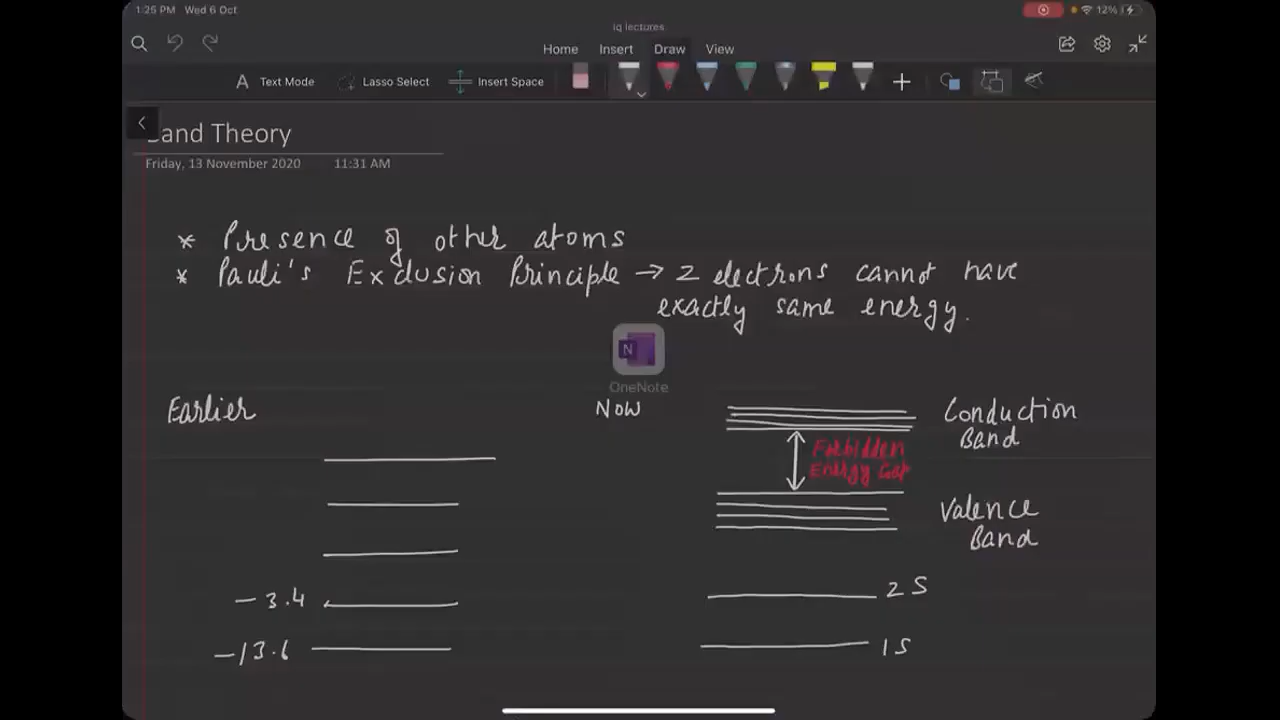 1:25 PM Wed 6 Oct
12%
iq lectures
Home Insert Draw View
Text Mode Lasso Select Insert Space
and Theory
Friday, 13 November 2020 11:31 AM
* Presence of other atoms
* Pauli's Exclusion Principle → 2 electrons cannot have
exactly same energy.
N
OneNote
Earlier
Now
Conduction
Band
Forbidden
Energy Gap
Valence
Band
-3.4
2S
-13.6
1S